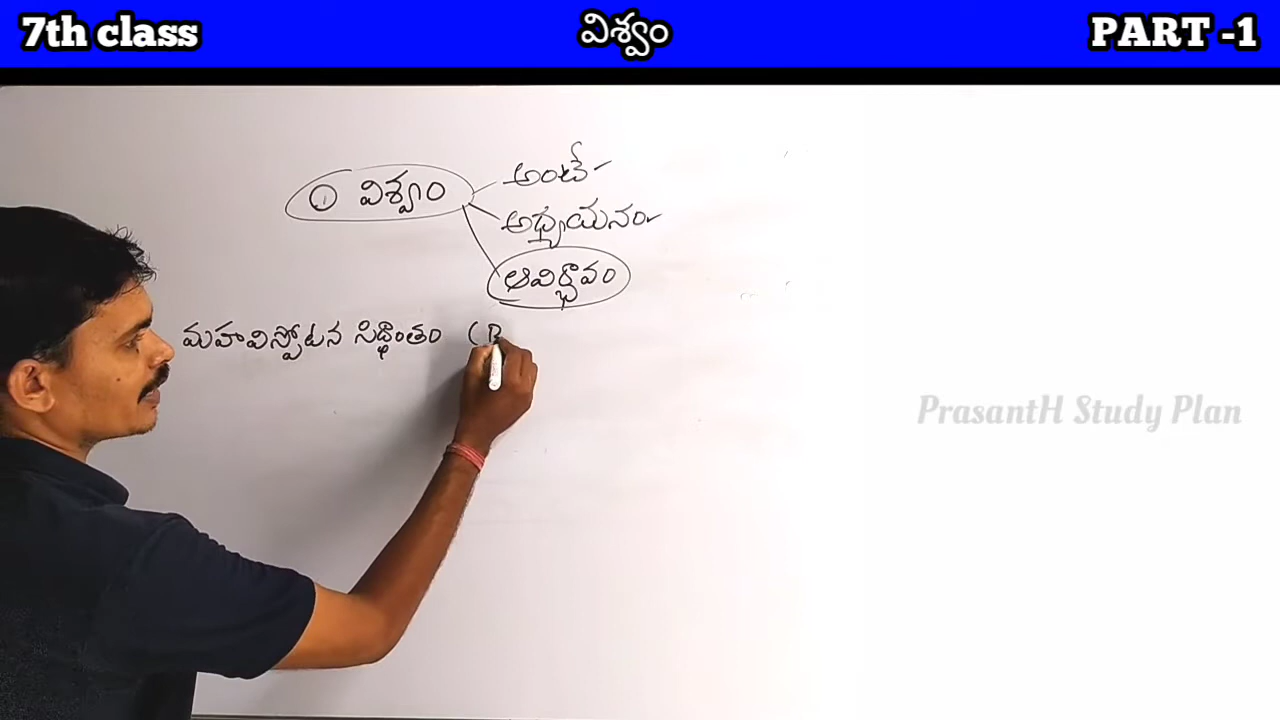 7th class విశ్వం PART -1
① విశ్వం
అంటే
అధ్యయనం
ఆవిర్భావం
మహావిస్పోటన సిద్ధాంతం ( B
PrasantH Study Plan